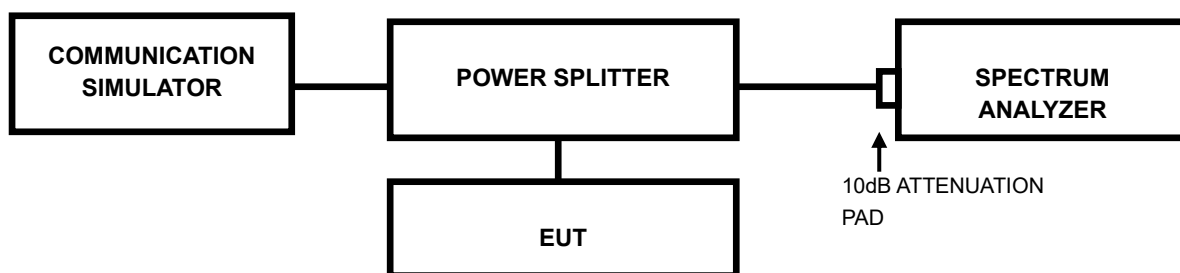 COMMUNICATION
SIMULATOR
POWER SPLITTER
SPECTRUM
ANALYZER
10dB ATTENUATION
PAD
EUT